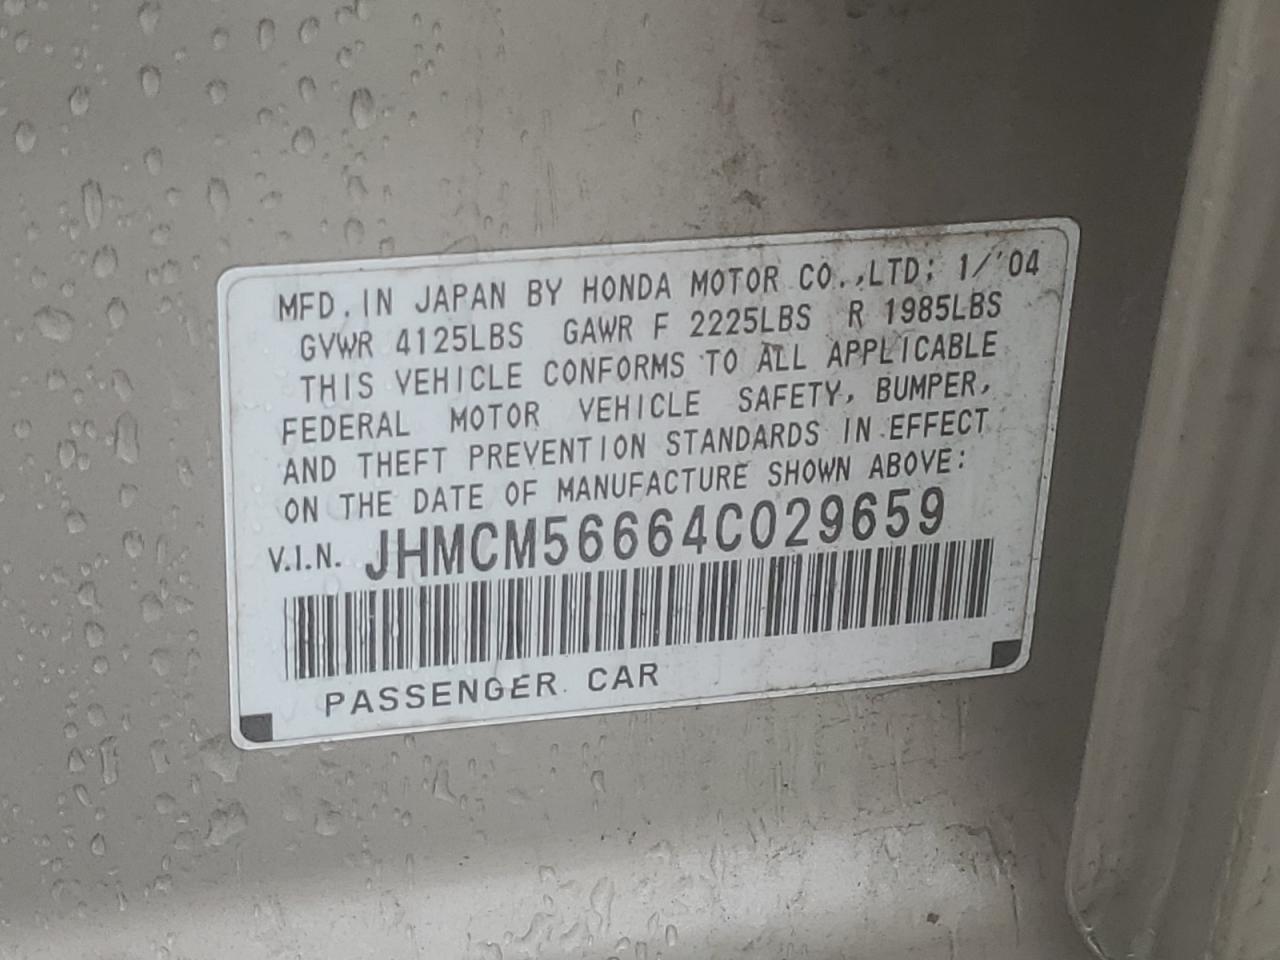 MFD. IN JAPAN BY HONDA MOTOR CO.,LTD; 1/'04
GVWR 4125LBS GAWR F 2225LBS R 1985LBS
THIS VEHICLE CONFORMS TO ALL APPLICABLE
FEDERAL MOTOR VEHICLE SAFETY, BUMPER,
AND THEFT PREVENTION STANDARDS IN EFFECT
ON THE DATE OF MANUFACTURE SHOWN ABOVE:
V.I.N. JHMCM56664C029659
PASSENGER CAR